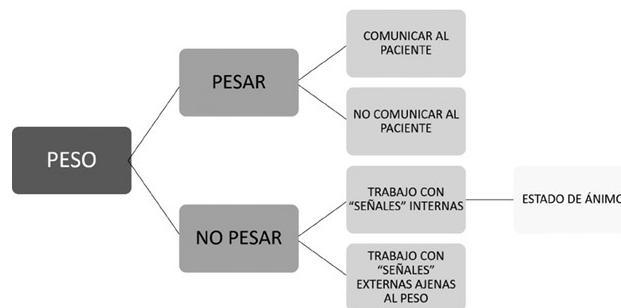 PESO
PESAR
COMUNICAR AL
PACIENTE
NO COMUNICAR AL
PACIENTE
NO PESAR
TRABAJO CON
“SEÑALES” INTERNAS
ESTADO DE ÁNIMO
TRABAJO CON
“SEÑALES”
EXTERNAS AJENAS
AL PESO